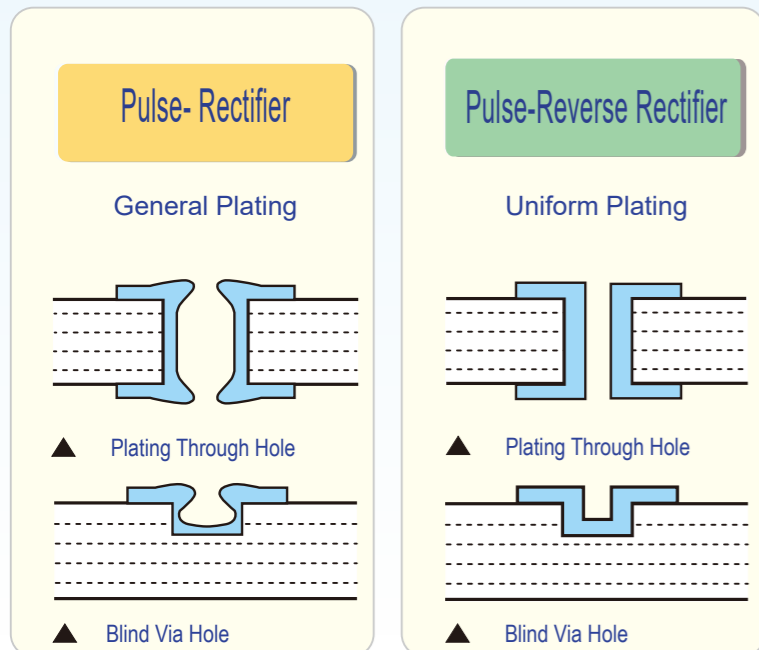 Pulse- Rectifier
General Plating
Plating Through Hole
Blind Via Hole
Pulse-Reverse Rectifier
Uniform Plating
Plating Through Hole
Blind Via Hole